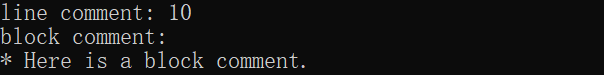 line comment: 10
block comment:
* Here is a block comment.